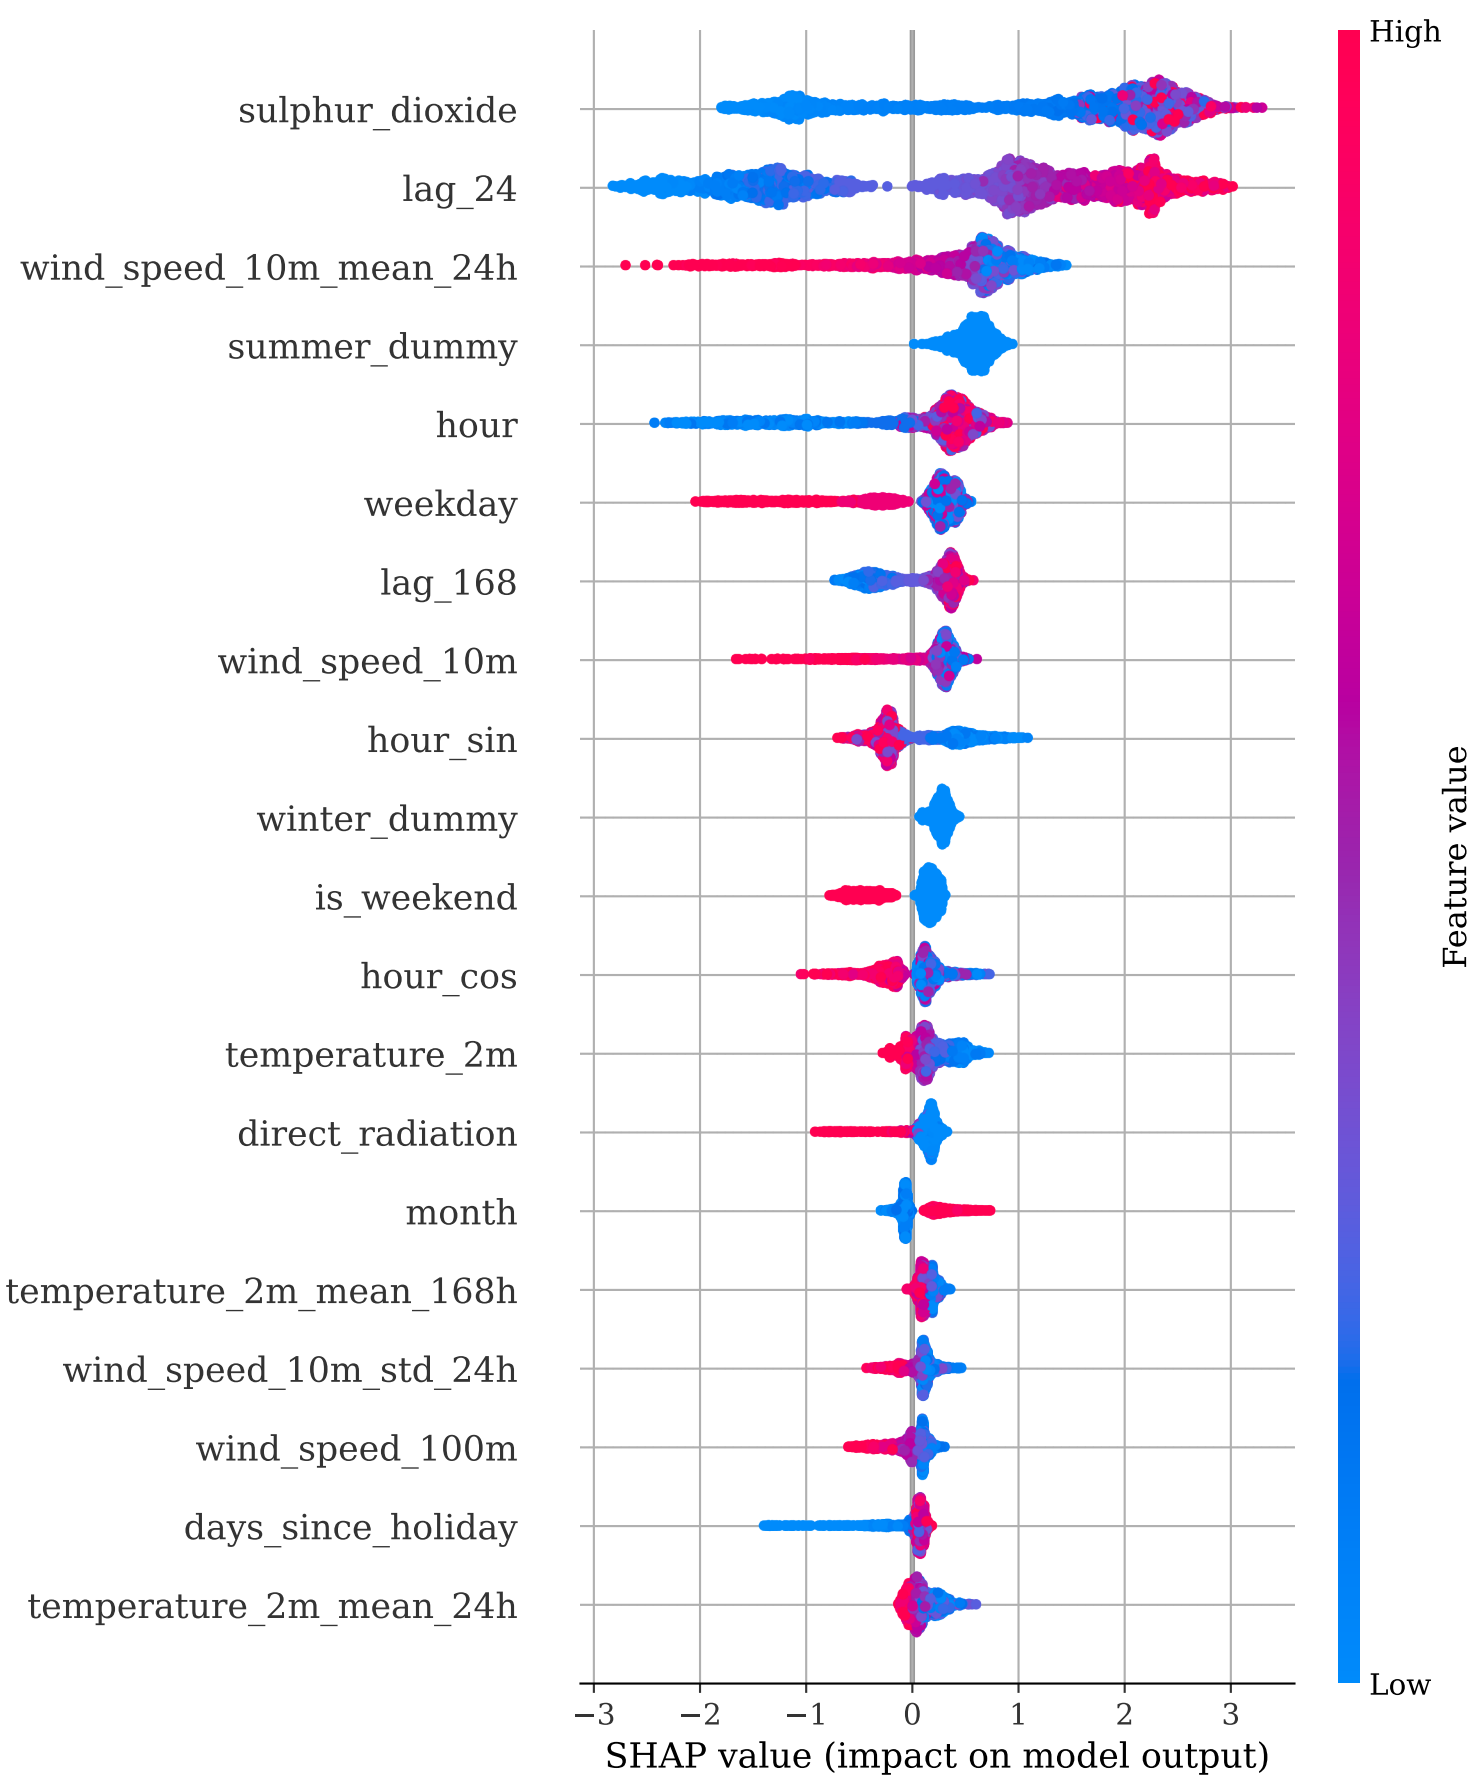 High
sulphur_dioxide
lag_24
wind_speed_10m_mean_24h
summer_dummy
hour
weekday
lag_168
wind_speed_10m
hour_sin
winter_dummy
is_weekend
hour_cos
temperature_2m
direct_radiation
month
temperature_2m_mean_168h
wind_speed_10m_std_24h
wind_speed_100m
days_since_holiday
temperature_2m_mean_24h
Feature value
Low
−3 −2 −1 0 1 2 3
SHAP value (impact on model output)